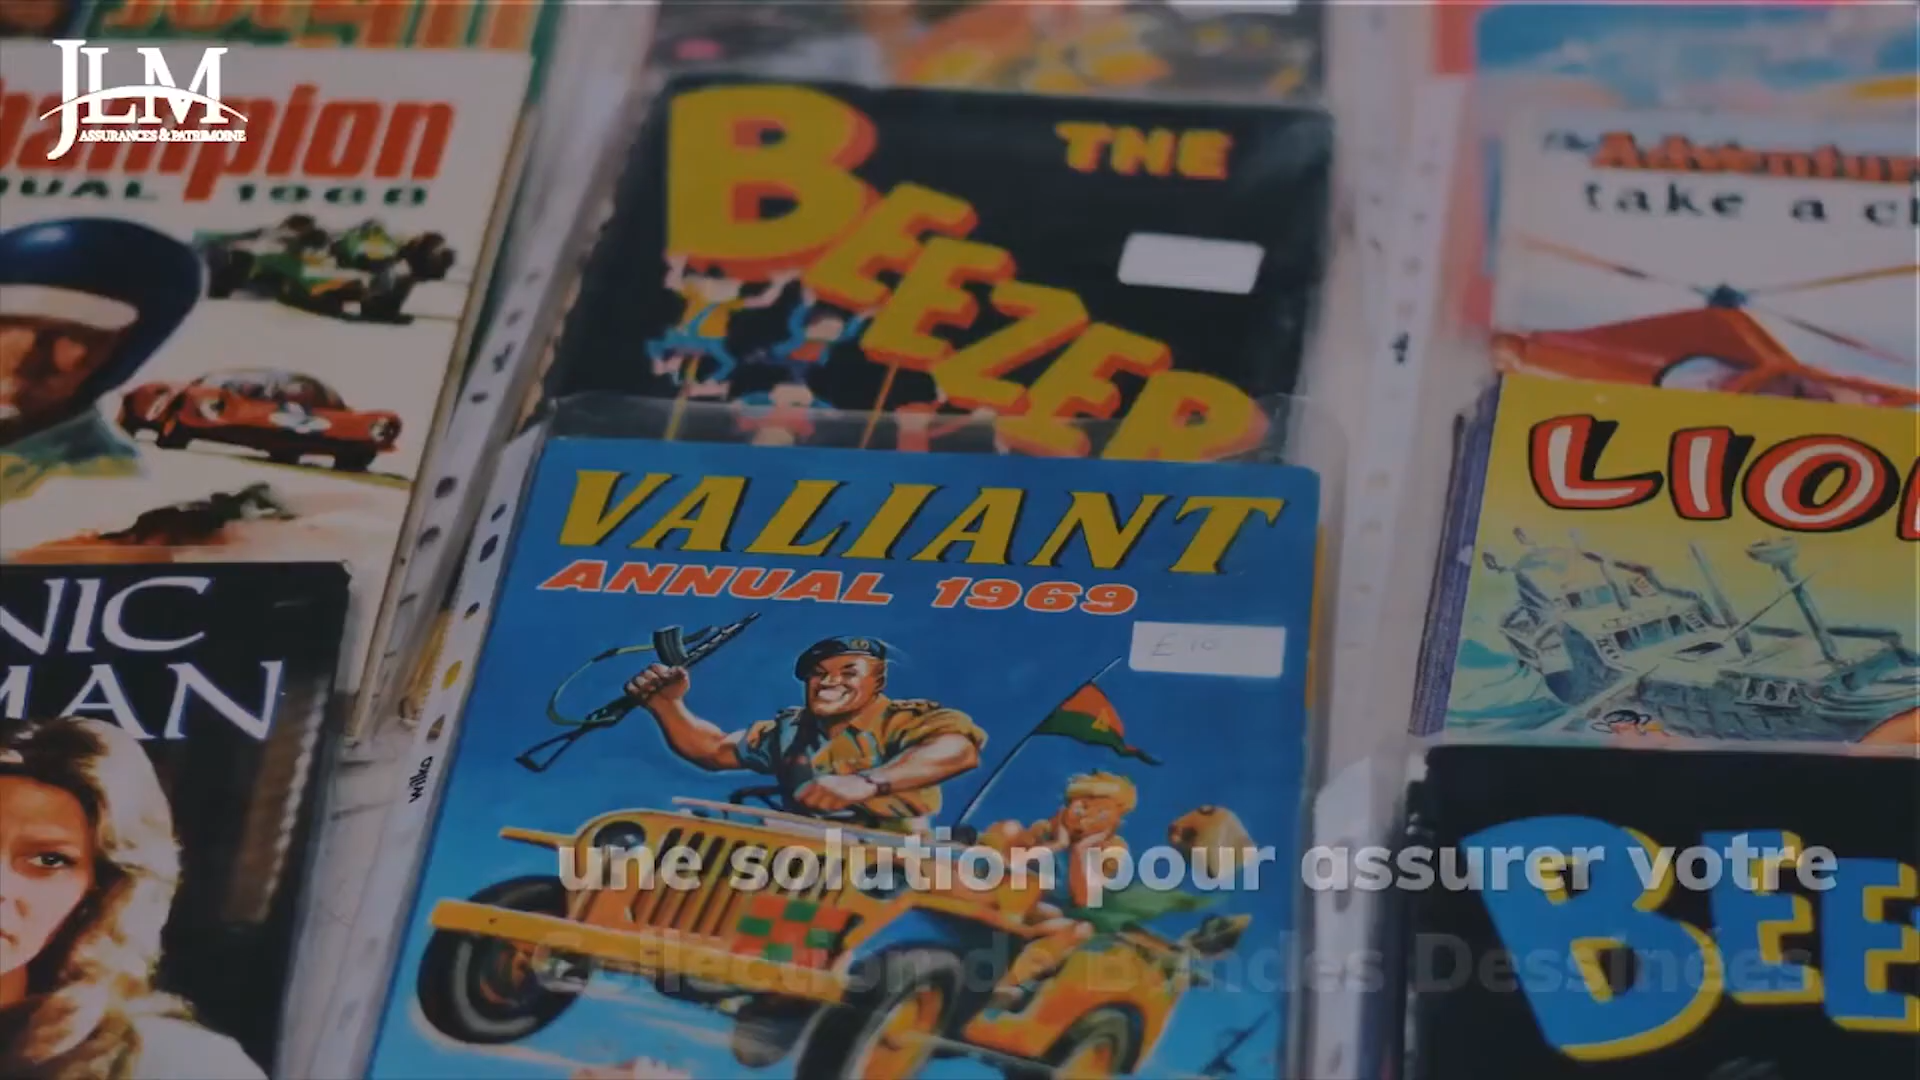 JLM
ASSURANCES & PATRIMOINE
THE
BEEZER
take a
VALIANT
ANNUAL 1969
£10
LIO
NIC
MAN
wilko
BEE
une solution pour assurer votre
Collection de Bandes Dessinées